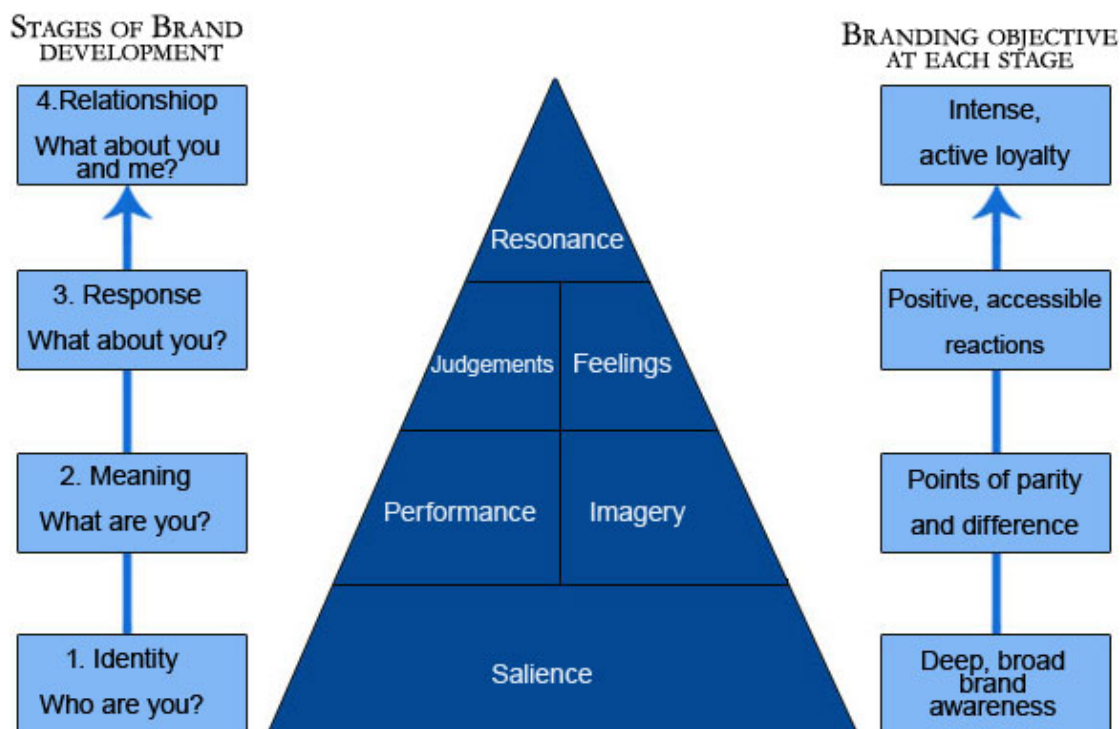 STAGES OF BRAND
DEVELOPMENT
4.Relationshiop
What about you
and me?
3. Response
What about you?
2. Meaning
What are you?
1. Identity
Who are you?
Resonance
Judgements
Feelings
Performance
Imagery
Salience
BRANDING OBJECTIVE
AT EACH STAGE
Intense,
active loyalty
Positive, accessible
reactions
Points of parity
and difference
Deep, broad
brand
awareness